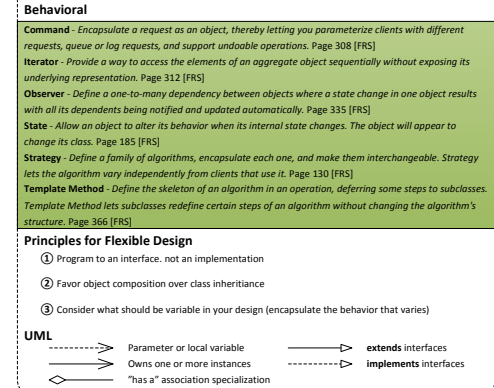 Behavioral
Command - Encapsulate a request as an object, thereby letting you parameterize clients with different
requests, queue or log requests, and support undoable operations. Page 308 [FRS]
Iterator - Provide a way to access the elements of an aggregate object sequentially without exposing its
underlying representation. Page 312 [FRS]
Observer - Define a one-to-many dependency between objects where a state change in one object results
with all its dependents being notified and updated automatically. Page 335 [FRS]
State - Allow an object to alter its behavior when its internal state changes. The object will appear to
change its class. Page 185 [FRS]
Strategy - Define a family of algorithms, encapsulate each one, and make them interchangeable. Strategy
lets the algorithm vary independently from clients that use it. Page 130 [FRS]
Template Method - Define the skeleton of an algorithm in an operation, deferring some steps to subclasses.
Template Method lets subclasses redefine certain steps of an algorithm without changing the algorithm's
structure. Page 366 [FRS]
Principles for Flexible Design
① Program to an interface. not an implementation
② Favor object composition over class inheritiance
③ Consider what should be variable in your design (encapsulate the behavior that varies)
UML
Parameter or local variable
extends interfaces
Owns one or more instances
implements interfaces
"has a" association specialization